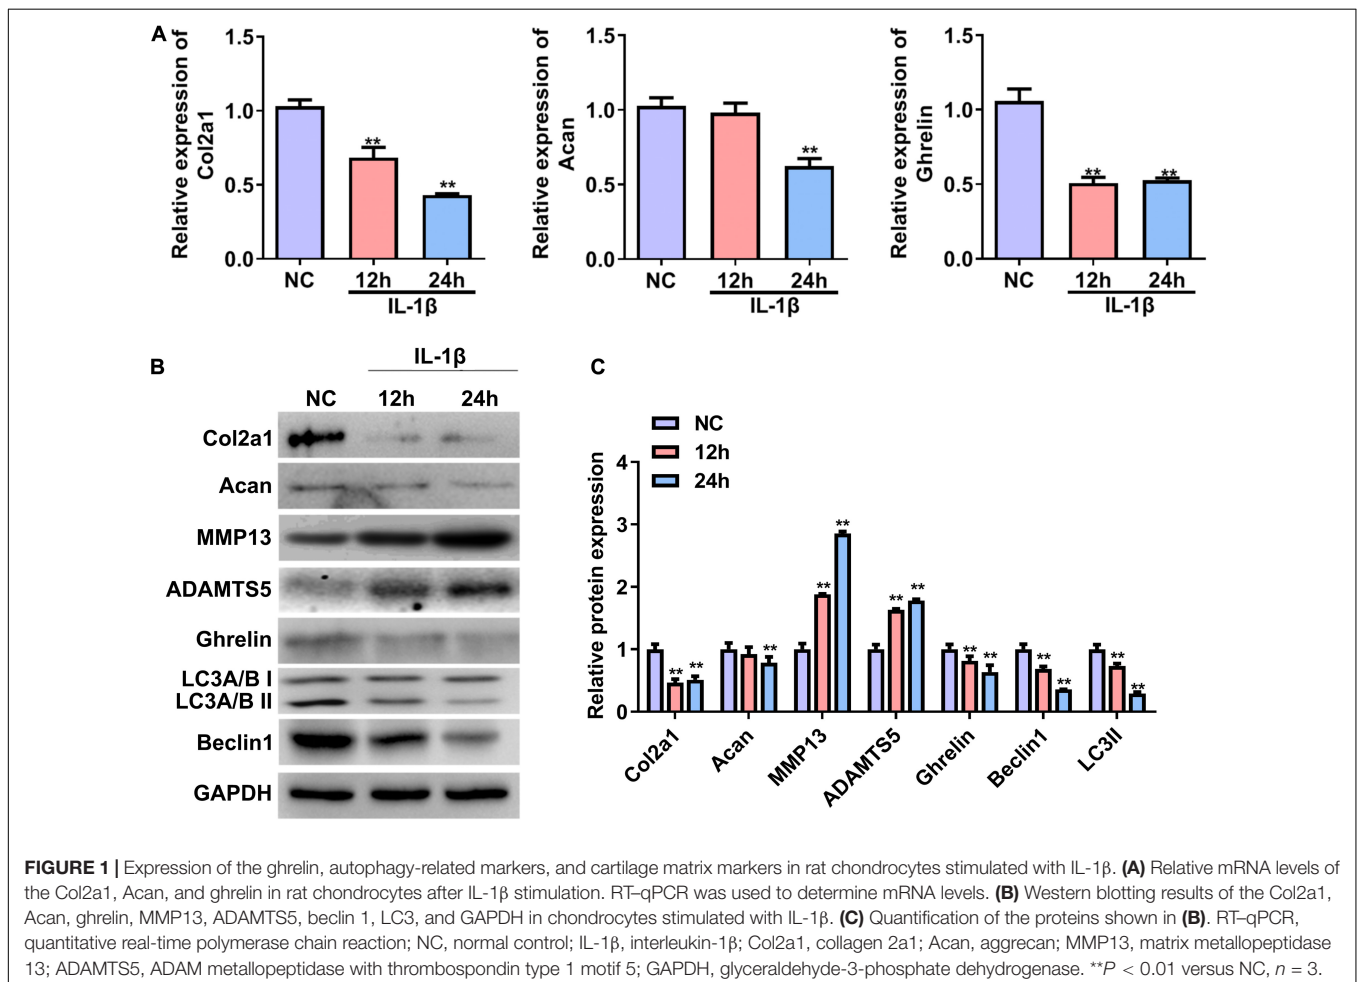 A
Relative expression of
Col2a1
1.5
1.0
0.5
0.0
**
**
NC
12h
24h
IL-1β
Relative expression of
Acan
1.5
1.0
0.5
0.0
**
NC
12h
24h
IL-1β
Relative expression of
Ghrelin
1.5
1.0
0.5
0.0
**
**
NC
12h
24h
IL-1β
B
IL-1β
NC
12h
24h
Col2a1
Acan
MMP13
ADAMTS5
Ghrelin
LC3A/B I
LC3A/B II
Beclin1
GAPDH
C
NC
12h
24h
Relative protein expression
4
3
2
1
0
**
**
**
**
**
**
**
**
**
**
**
**
**
Col2a1
Acan
MMP13
ADAMTS5
Ghrelin
Beclin1
LC3II
FIGURE 1 | Expression of the ghrelin, autophagy-related markers, and cartilage matrix markers in rat chondrocytes stimulated with IL-1β. (A) Relative mRNA levels of
the Col2a1, Acan, and ghrelin in rat chondrocytes after IL-1β stimulation. RT–qPCR was used to determine mRNA levels. (B) Western blotting results of the Col2a1,
Acan, ghrelin, MMP13, ADAMTS5, beclin 1, LC3, and GAPDH in chondrocytes stimulated with IL-1β. (C) Quantification of the proteins shown in (B). RT–qPCR,
quantitative real-time polymerase chain reaction; NC, normal control; IL-1β, interleukin-1β; Col2a1, collagen 2a1; Acan, aggrecan; MMP13, matrix metallopeptidase
13; ADAMTS5, ADAM metallopeptidase with thrombospondin type 1 motif 5; GAPDH, glyceraldehyde-3-phosphate dehydrogenase. **P < 0.01 versus NC, n = 3.